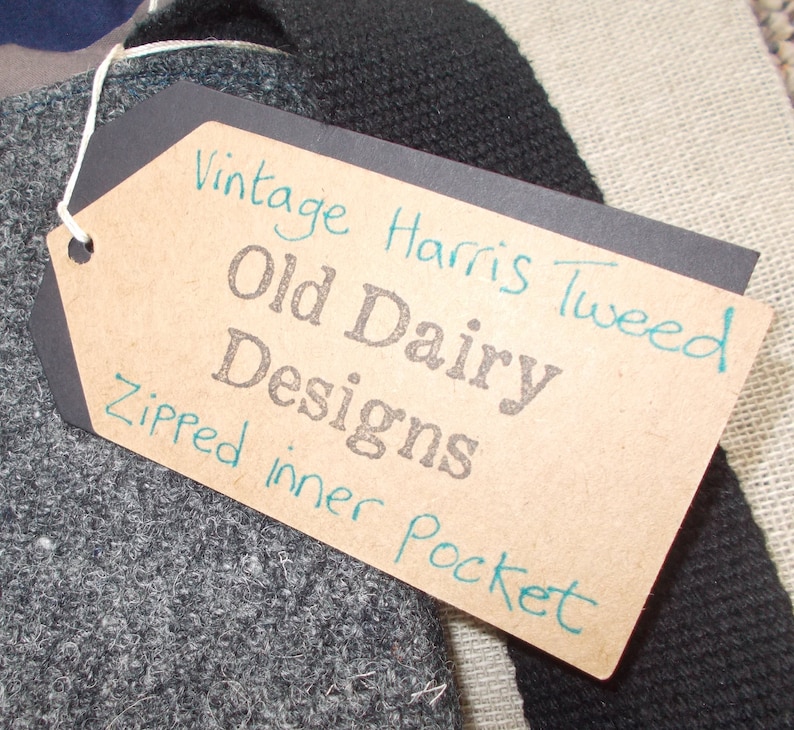 Vintage Harris Tweed
Old Dairy
Designs
Zipped inner Pocket